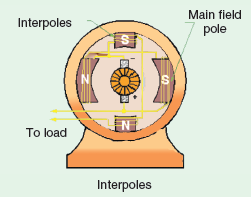 Interpoles
Main field
pole
S
N
S
N
To load
Interpoles